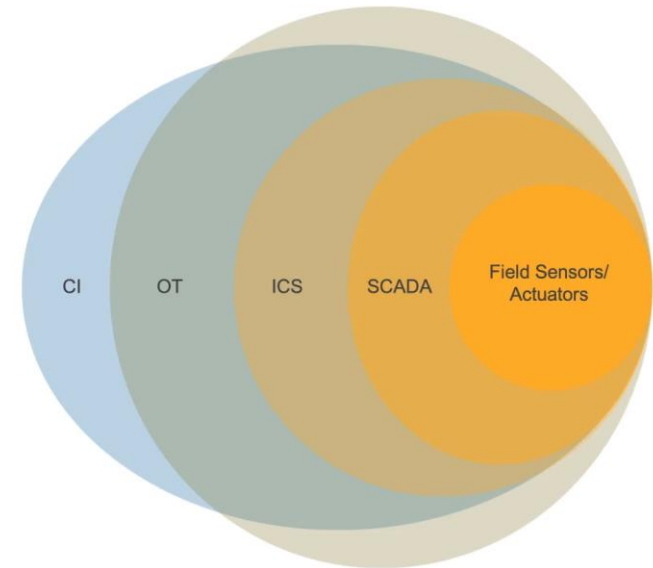 CI
OT
ICS
SCADA
Field Sensors/
Actuators